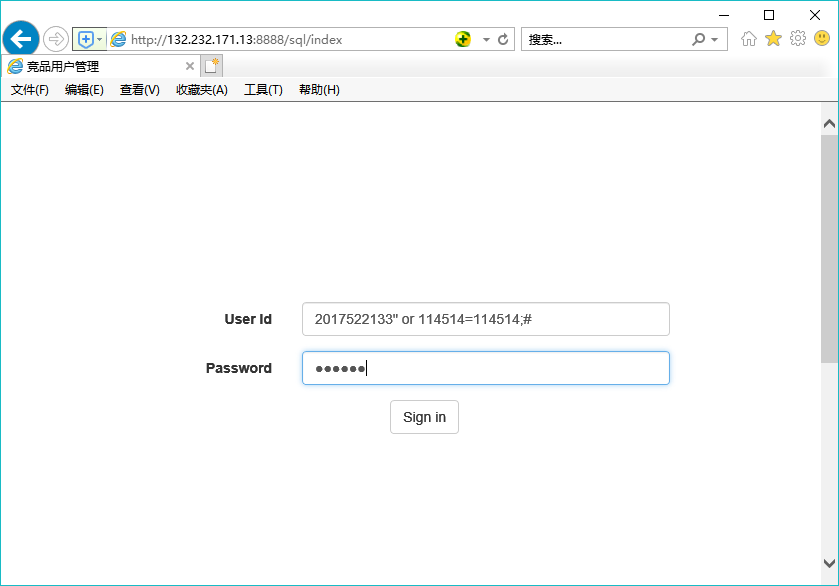 http://132.232.171.13:8888/sql/index
搜索...
竞品用户管理
文件(F) 编辑(E) 查看(V) 收藏夹(A) 工具(T) 帮助(H)
User Id 2017522133" or 114514=114514;#
Password ●●●●●●
Sign in